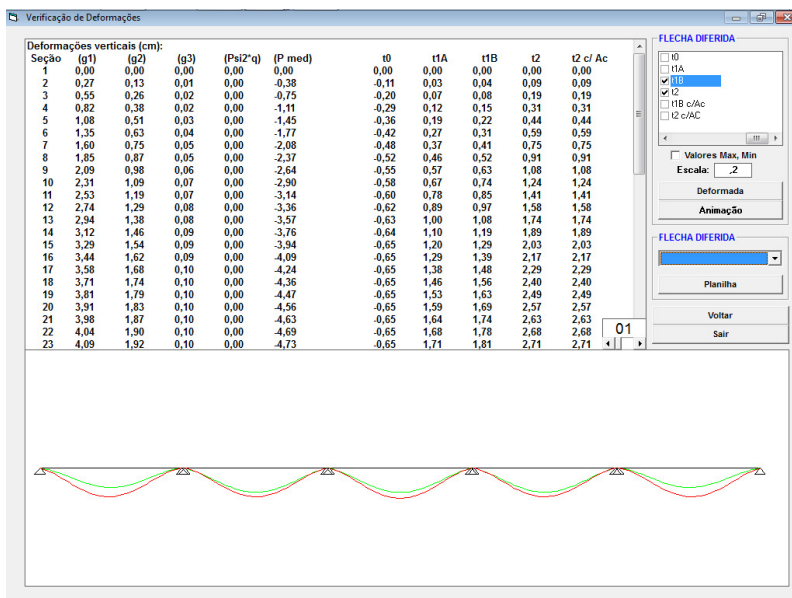 Verificação de Deformações
Deformações verticais (cm):
Seção (g1) (g2) (g3) (Psi2*q) (P med) t0 t1A t1B t2 t2 c/ Ac
1 0,00 0,00 0,00 0,00 0,00 0,00 0,00 0,00 0,00 0,00
2 0,27 0,13 0,01 0,00 -0,38 -0,11 0,03 0,04 0,09 0,09
3 0,55 0,26 0,02 0,00 -0,75 -0,20 0,07 0,08 0,19 0,19
4 0,82 0,38 0,02 0,00 -1,11 -0,29 0,12 0,15 0,31 0,31
5 1,08 0,51 0,03 0,00 -1,45 -0,36 0,19 0,22 0,44 0,44
6 1,35 0,63 0,04 0,00 -1,77 -0,42 0,27 0,31 0,59 0,59
7 1,60 0,75 0,05 0,00 -2,08 -0,48 0,37 0,41 0,75 0,75
8 1,85 0,87 0,05 0,00 -2,37 -0,52 0,46 0,52 0,91 0,91
9 2,09 0,98 0,06 0,00 -2,64 -0,55 0,57 0,63 1,08 1,08
10 2,31 1,09 0,07 0,00 -2,90 -0,58 0,67 0,74 1,24 1,24
11 2,53 1,19 0,07 0,00 -3,14 -0,60 0,78 0,85 1,41 1,41
12 2,74 1,29 0,08 0,00 -3,36 -0,62 0,89 0,97 1,58 1,58
13 2,94 1,38 0,08 0,00 -3,57 -0,63 1,00 1,08 1,74 1,74
14 3,12 1,46 0,09 0,00 -3,76 -0,64 1,10 1,19 1,89 1,89
15 3,29 1,54 0,09 0,00 -3,94 -0,65 1,20 1,29 2,03 2,03
16 3,44 1,62 0,09 0,00 -4,09 -0,65 1,29 1,39 2,17 2,17
17 3,58 1,68 0,10 0,00 -4,24 -0,65 1,38 1,48 2,29 2,29
18 3,71 1,74 0,10 0,00 -4,36 -0,65 1,46 1,56 2,40 2,40
19 3,81 1,79 0,10 0,00 -4,47 -0,65 1,53 1,63 2,49 2,49
20 3,91 1,83 0,10 0,00 -4,56 -0,65 1,59 1,69 2,57 2,57
21 3,98 1,87 0,10 0,00 -4,63 -0,65 1,64 1,74 2,63 2,63
22 4,04 1,90 0,10 0,00 -4,69 -0,65 1,68 1,78 2,68 2,68
23 4,09 1,92 0,10 0,00 -4,73 -0,65 1,71 1,81 2,71 2,71
01
FLECHA DIFERIDA
t0
t1A
t1B
t2
t1B c/Ac
t2 c/AC
Valores Max, Min
Escala: ,2
Deformada
Animação
FLECHA DIFERIDA
Planilha
Voltar
Sair